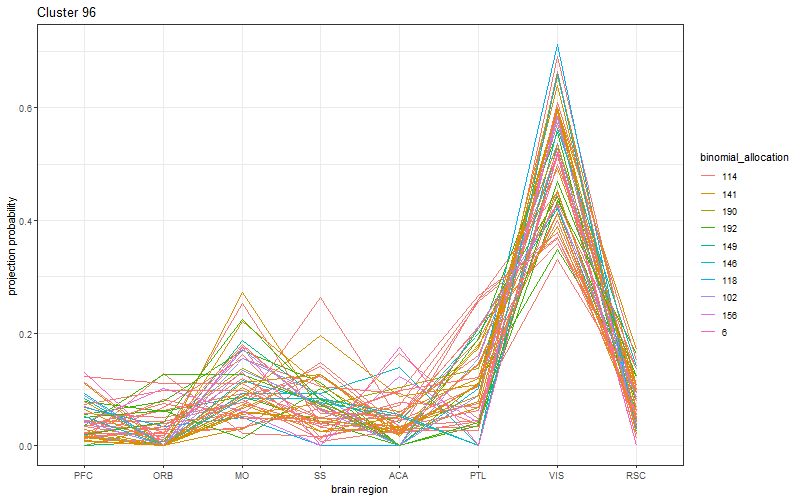 Cluster 96
projection probability
0.6
0.4
0.2
0.0
PFC ORB MO SS ACA PTL VIS RSC
brain region
binomial_allocation
114
141
190
192
149
146
118
102
156
6